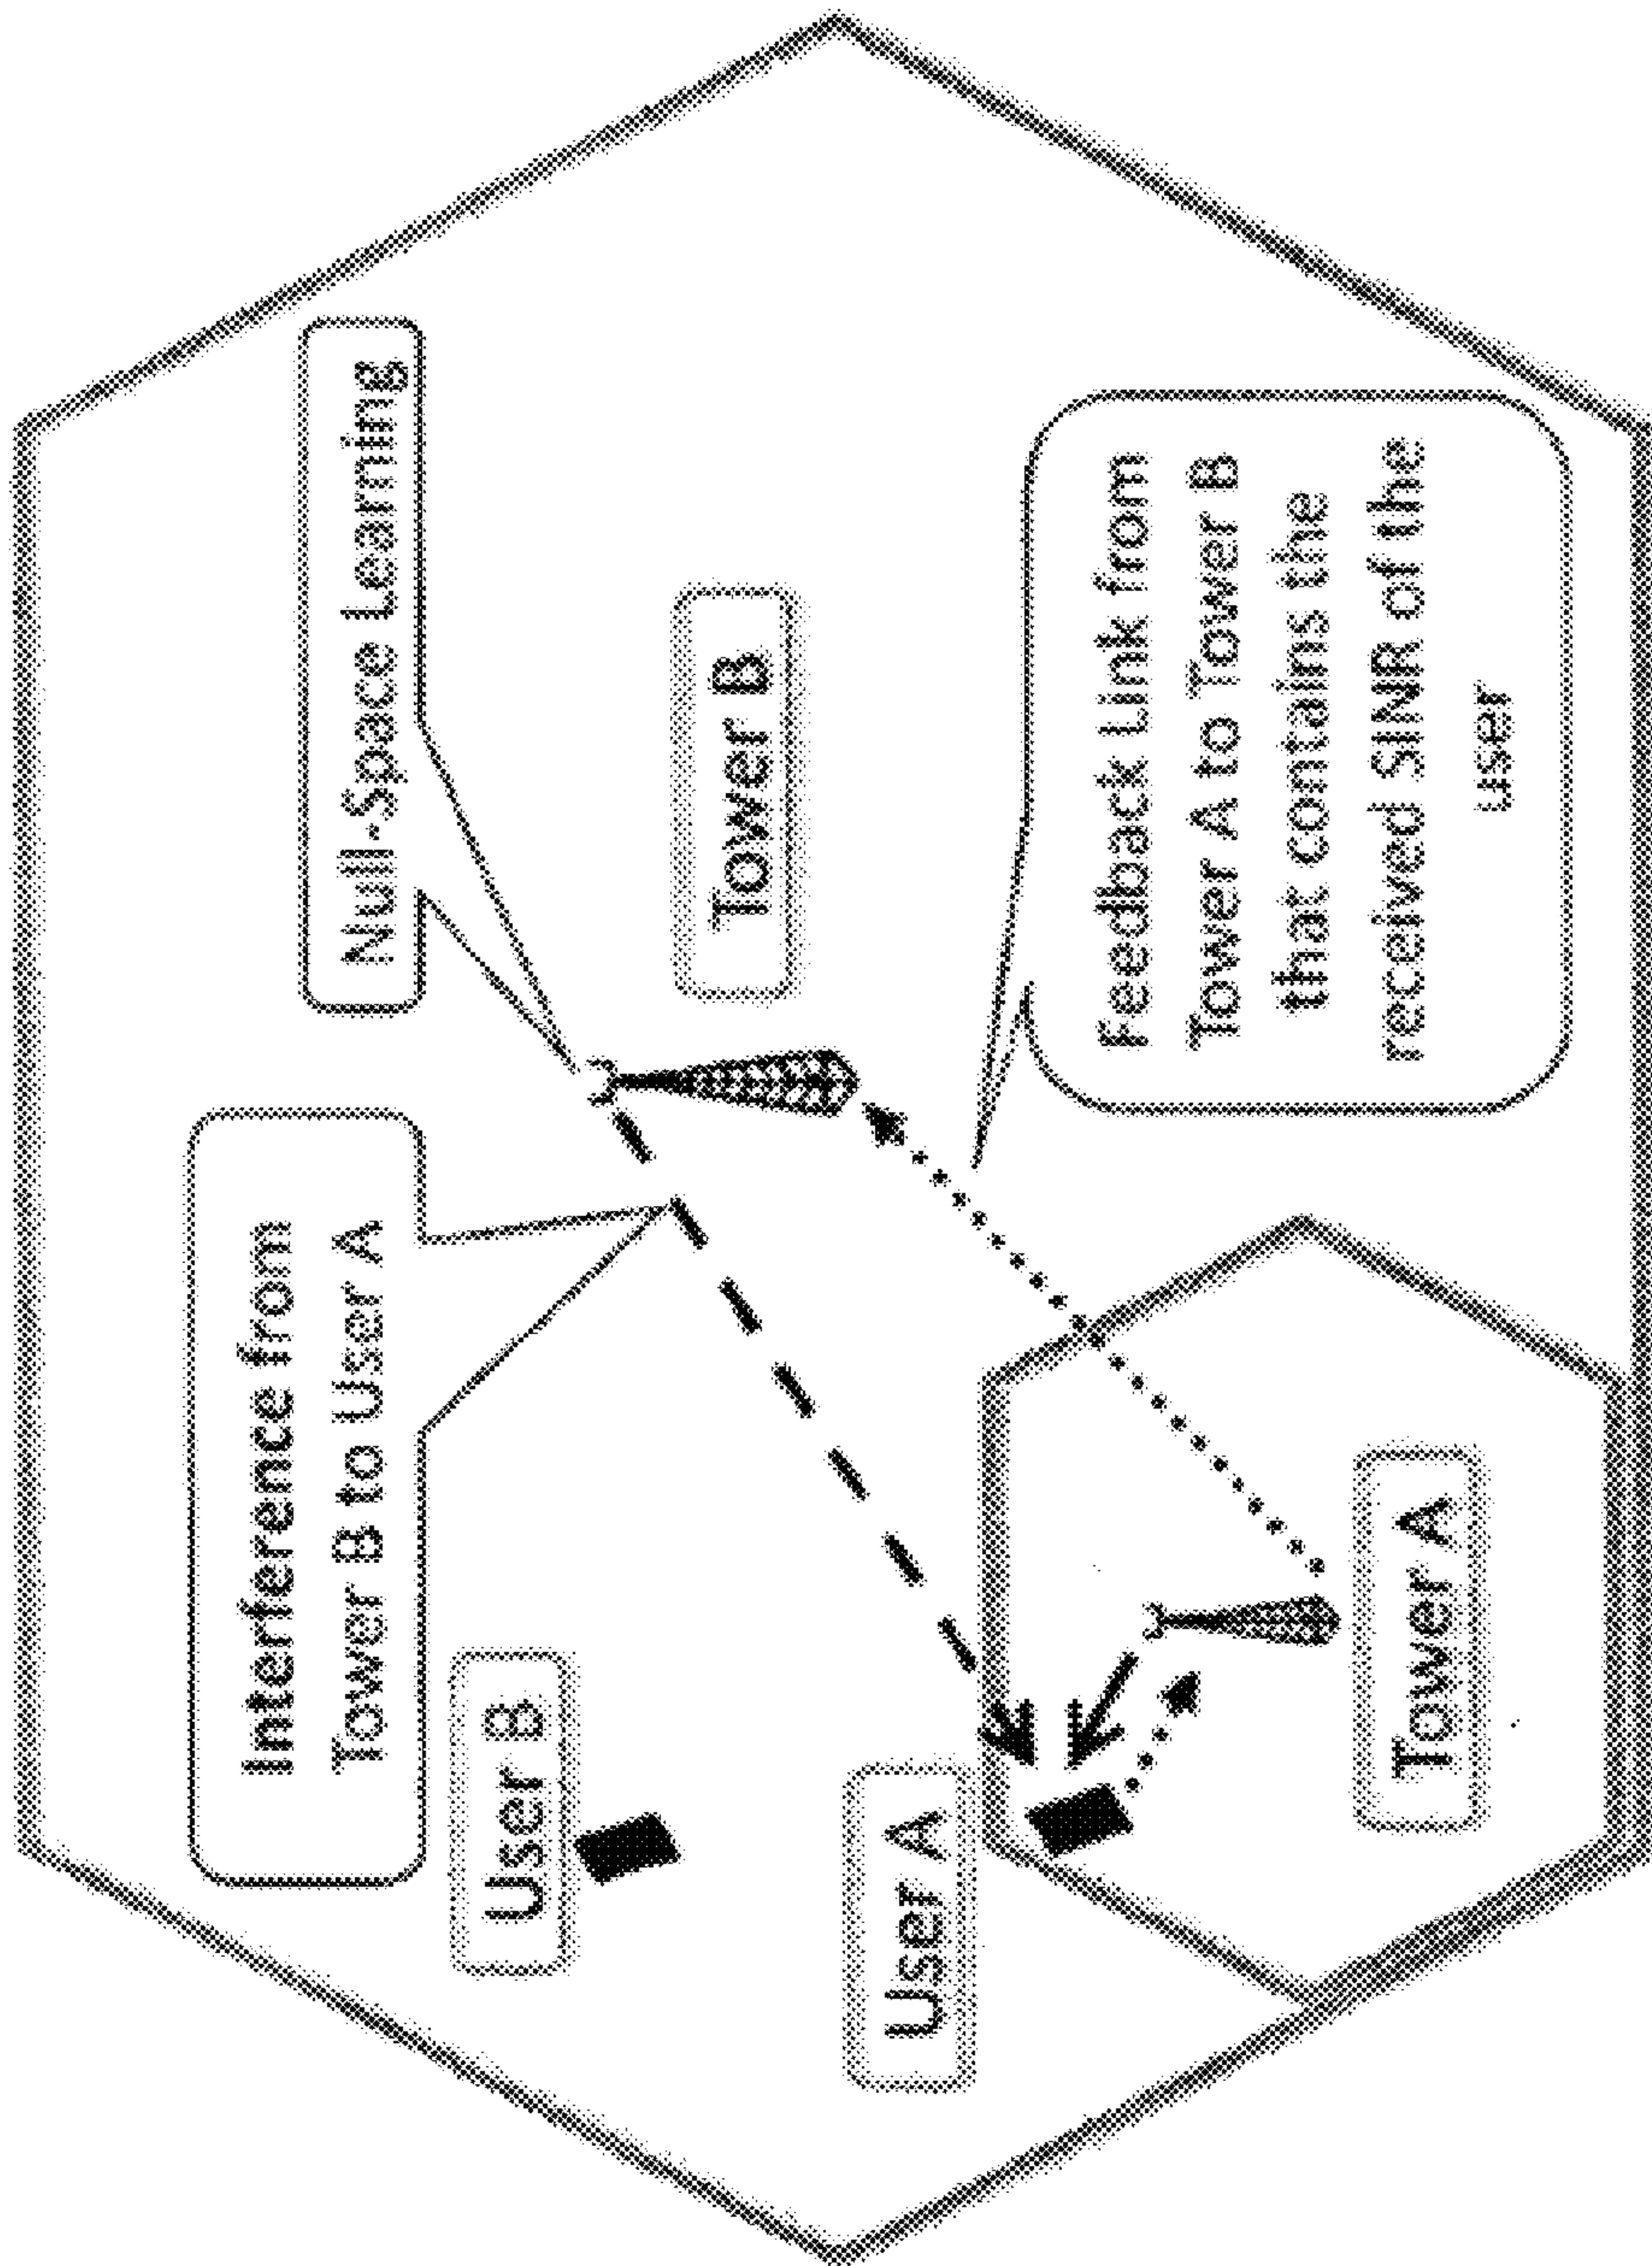 Interference from
Tower B to User A
Null-Space Learning
User B
Tower B
User A
Feedback Link from
Tower A to Tower B
that contains the
received SINR of the
user
Tower A